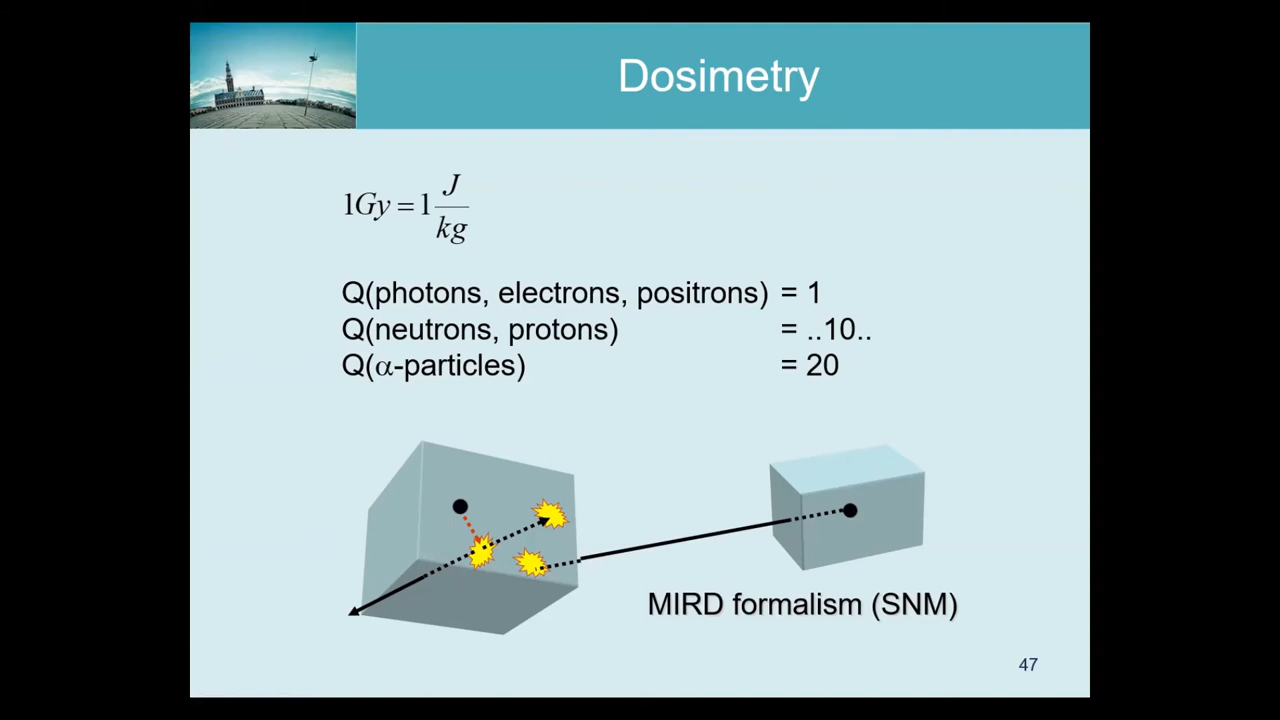 Dosimetry
1Gy = 1 J/kg
Q(photons, electrons, positrons) = 1
Q(neutrons, protons) = ..10..
Q(α-particles) = 20
MIRD formalism (SNM)
47